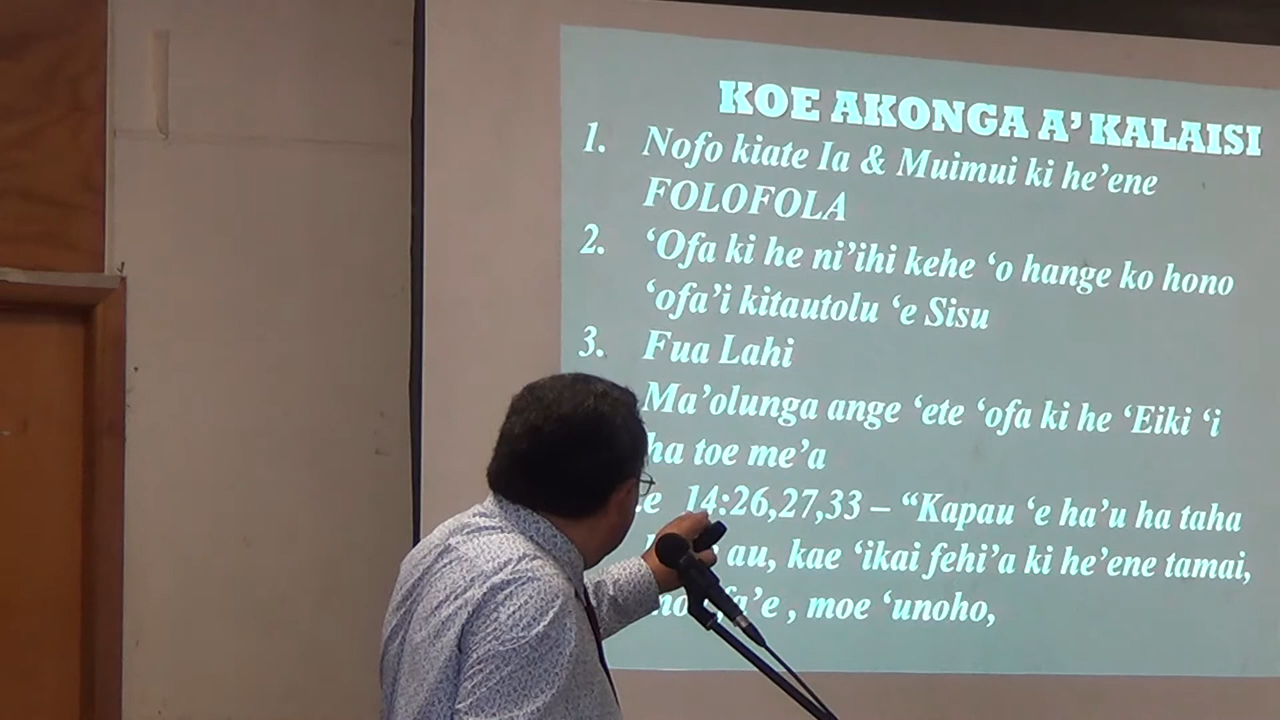 KOE AKONGA A’ KALAISI
1. Nofo kiate Ia & Muimui ki he’ene
FOLOFOLA
2. ‘Ofa ki he ni’ihi kehe ‘o hange ko hono
‘ofa’i kitautolu ‘e Sisu
3. Fua Lahi
Ma’olunga ange ‘ete ‘ofa ki he ‘Eiki ‘i
ha toe me’a
14:26,27,33 – “Kapau ‘e ha’u ha taha
au, kae ‘ikai fehi’a ki he’ene tamai,
, moe ‘unoho,